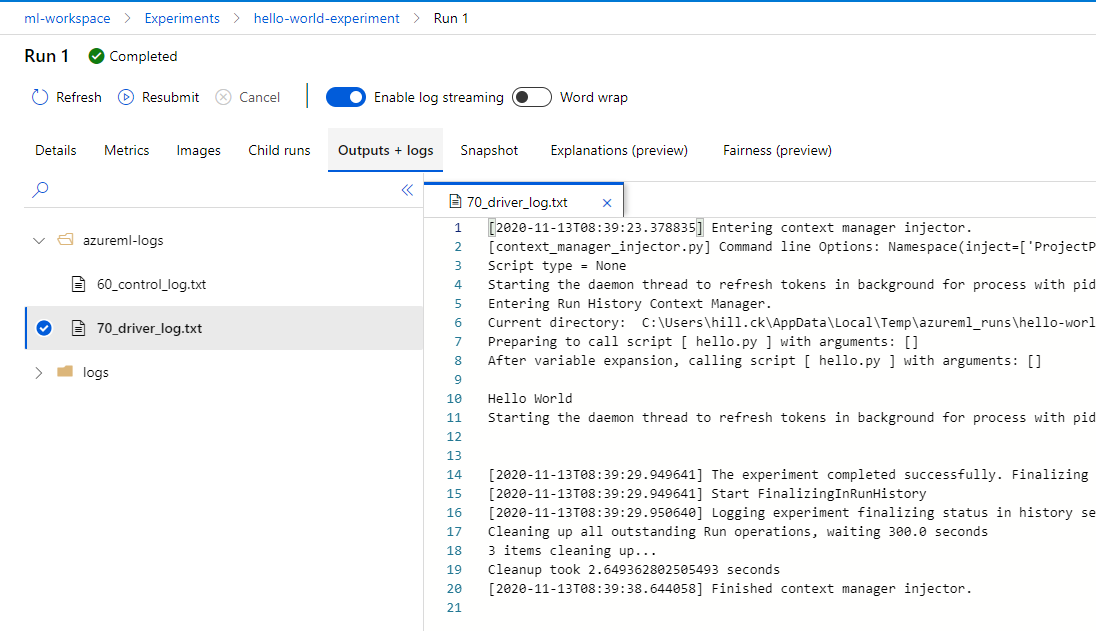 ml-workspace > Experiments > hello-world-experiment > Run 1
Run 1 Completed
Refresh Resubmit Cancel Enable log streaming Word wrap
Details Metrics Images Child runs Outputs + logs Snapshot Explanations (preview) Fairness (preview)
azureml-logs
60_control_log.txt
70_driver_log.txt
logs
70_driver_log.txt
1 [2020-11-13T08:39:23.378835] Entering context manager injector.
2 [context_manager_injector.py] Command line Options: Namespace(inject=['ProjectP
3 Script type = None
4 Starting the daemon thread to refresh tokens in background for process with pid
5 Entering Run History Context Manager.
6 Current directory:  C:\Users\hill.ck\AppData\Local\Temp\azureml_runs\hello-worl
7 Preparing to call script [ hello.py ] with arguments: []
8 After variable expansion, calling script [ hello.py ] with arguments: []
9
10 Hello World
11 Starting the daemon thread to refresh tokens in background for process with pid
12
13
14 [2020-11-13T08:39:29.949641] The experiment completed successfully. Finalizing
15 [2020-11-13T08:39:29.949641] Start FinalizingInRunHistory
16 [2020-11-13T08:39:29.950640] Logging experiment finalizing status in history se
17 Cleaning up all outstanding Run operations, waiting 300.0 seconds
18 3 items cleaning up...
19 Cleanup took 2.649362802505493 seconds
20 [2020-11-13T08:39:38.644058] Finished context manager injector.
21